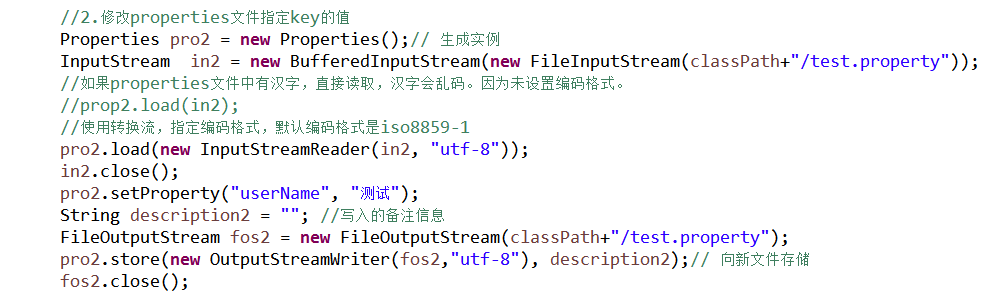 //2.修改properties文件指定key的值
Properties pro2 = new Properties();// 生成实例
InputStream  in2 = new BufferedInputStream(new FileInputStream(classPath+"/test.property"));
//如果properties文件中有汉字，直接读取，汉字会乱码。因为未设置编码格式。
//prop2.load(in2);
//使用转换流，指定编码格式，默认编码格式是iso8859-1
pro2.load(new InputStreamReader(in2, "utf-8"));
in2.close();
pro2.setProperty("userName", "测试");
String description2 = ""; //写入的备注信息
FileOutputStream fos2 = new FileOutputStream(classPath+"/test.property");
pro2.store(new OutputStreamWriter(fos2,"utf-8"), description2);// 向新文件存储
fos2.close();